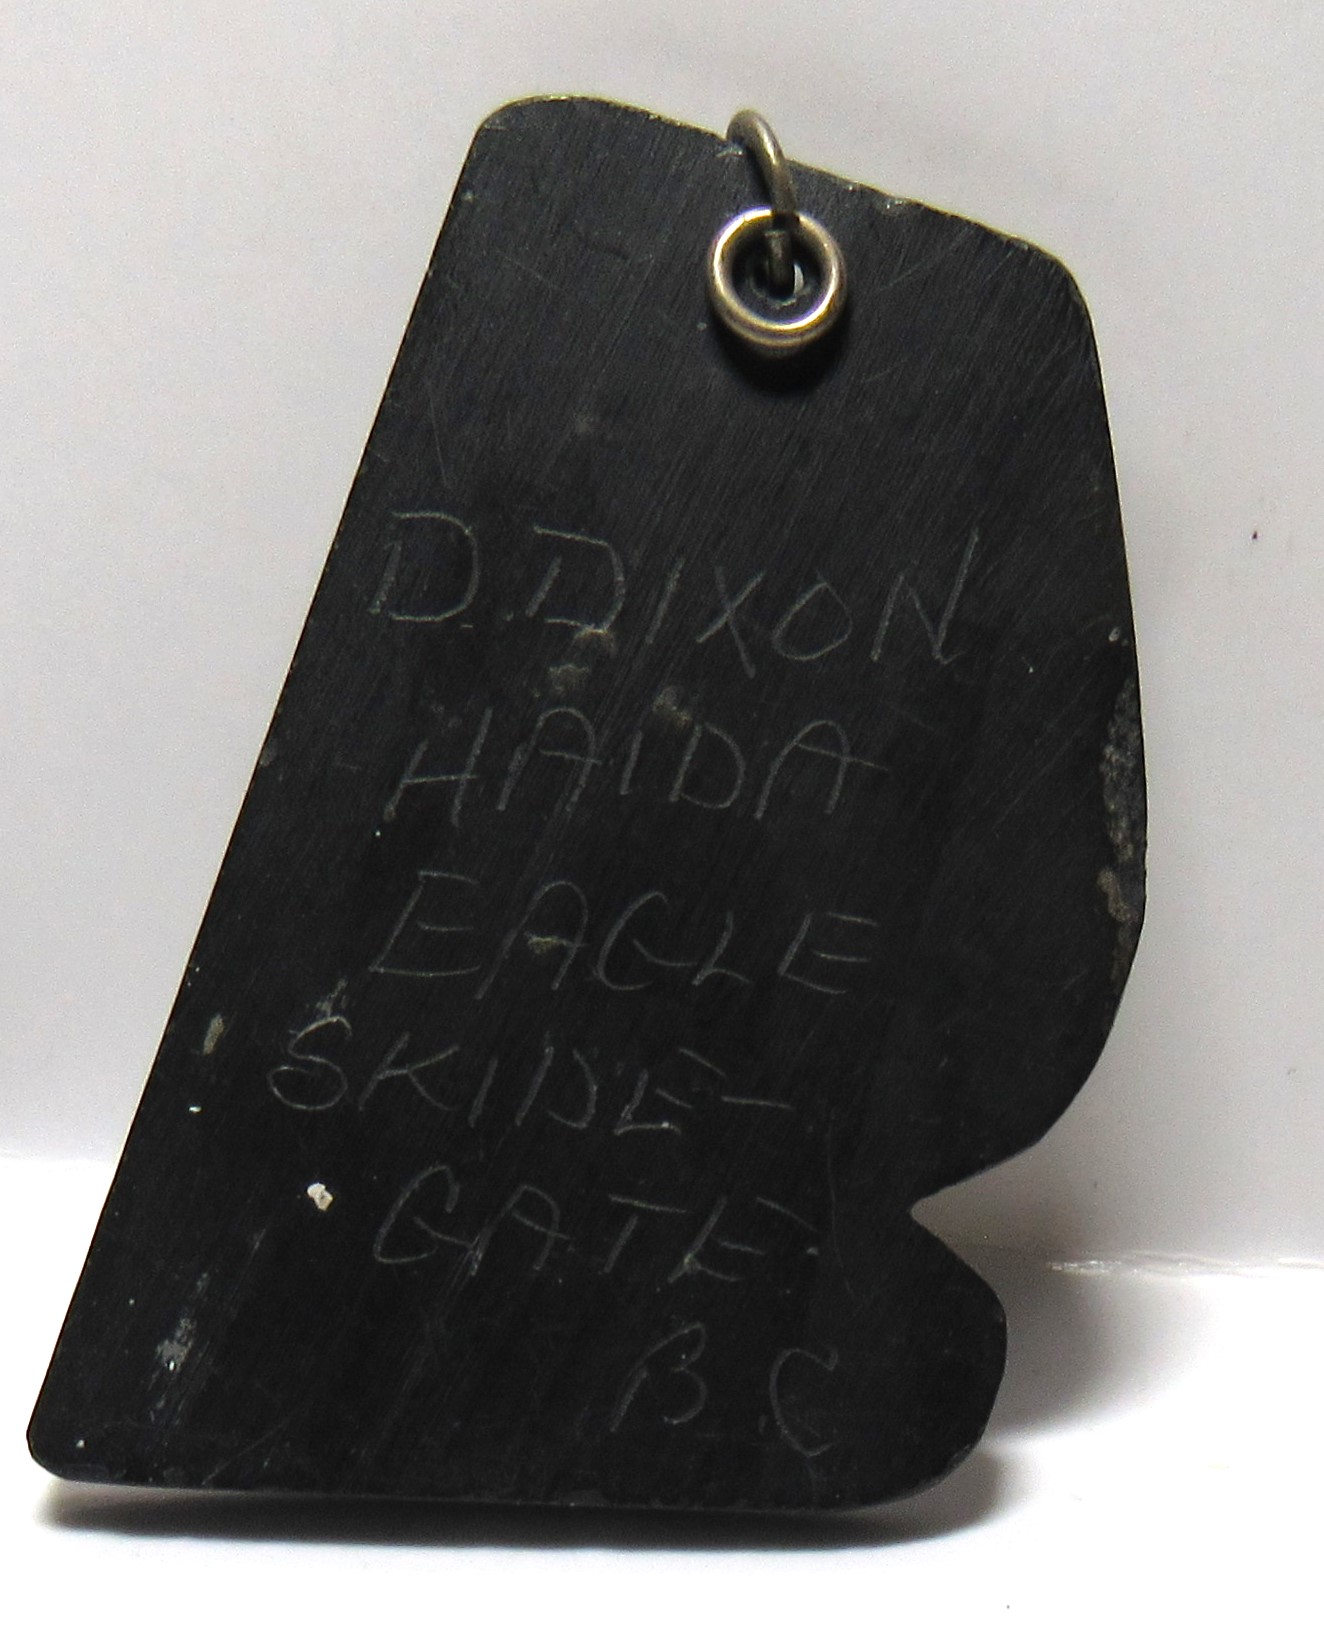 D.DIXON
HAIDA
EAGLE
SKIDE-
GATE
B.C